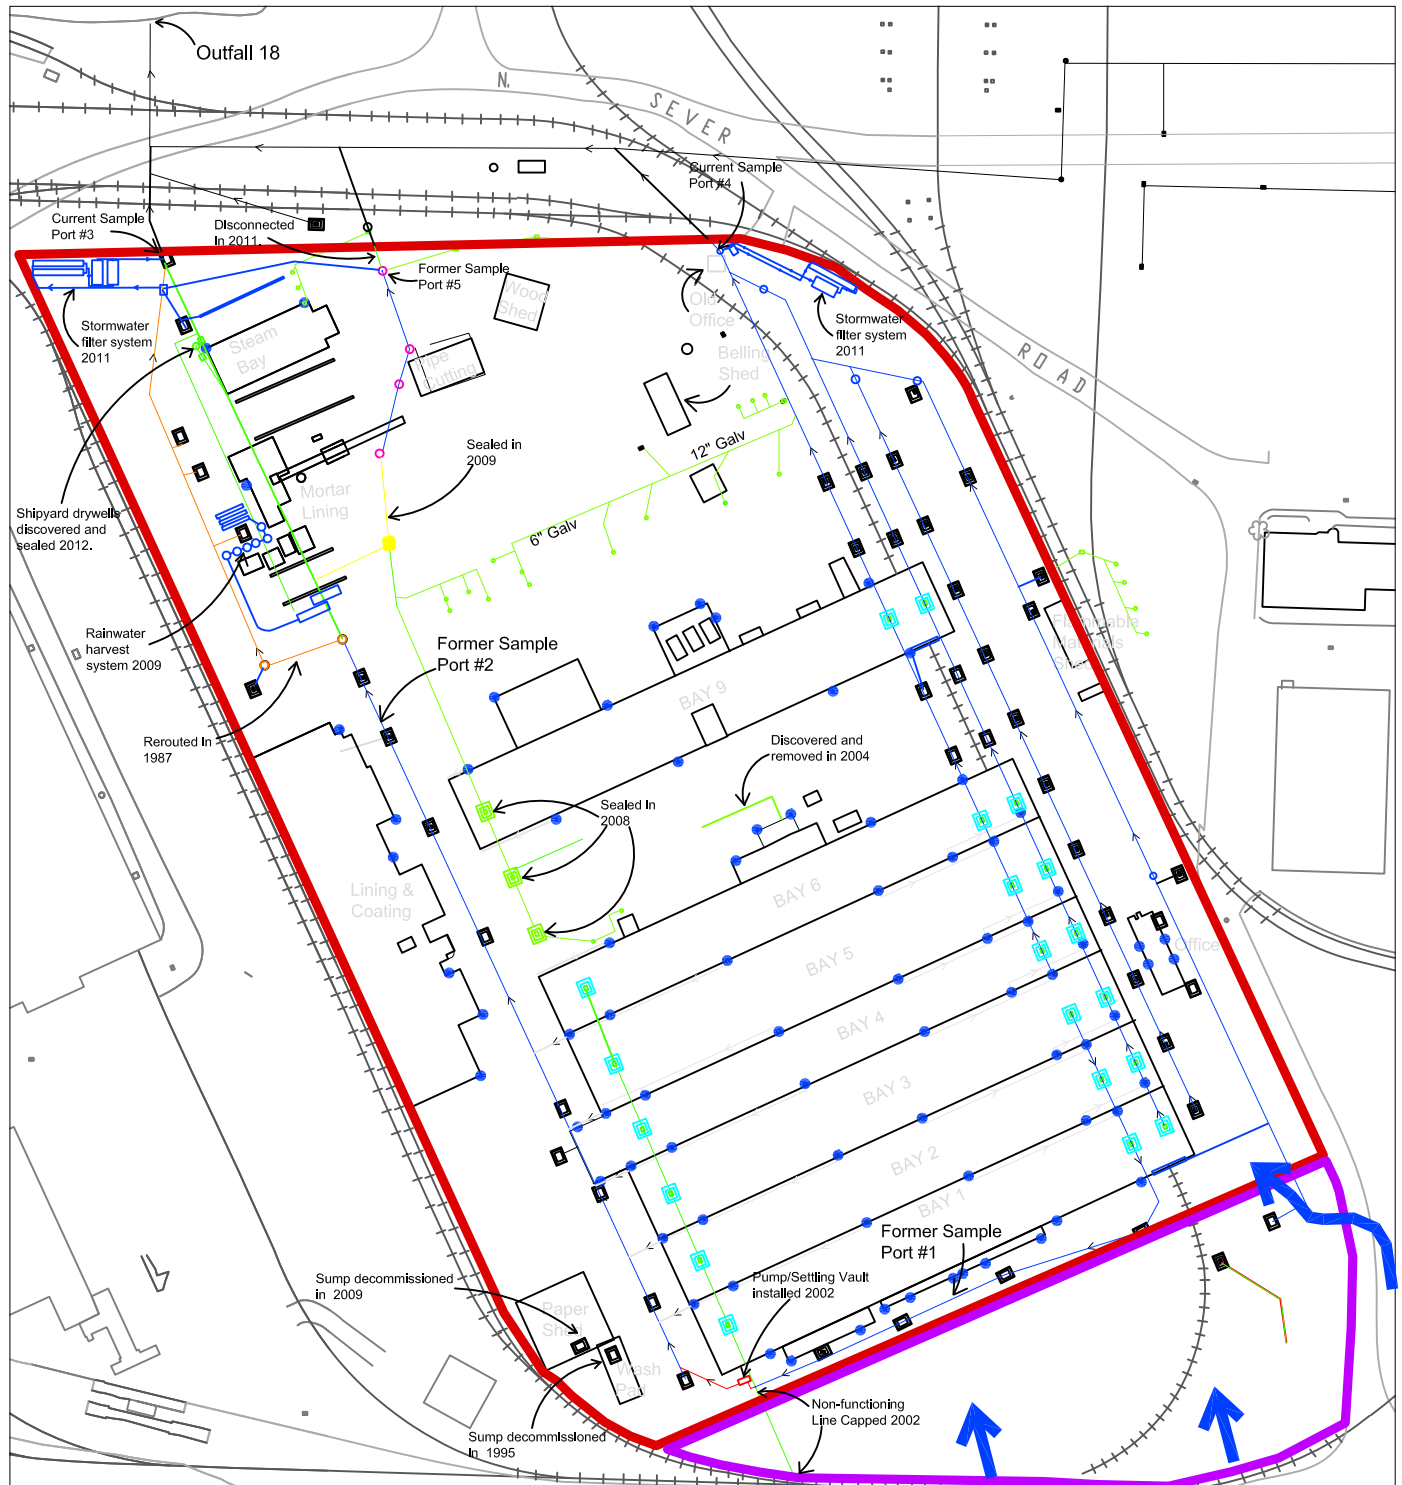 Outfall 18
N.
SEVER
ROAD
Current Sample
Port #4
Current Sample
Port #3
Disconnected
In 2011.
Former Sample
Port #5
Wood
Shed
Old
Office
Stormwater
filter system
2011
Stormwater
filter system
2011
Steam
Bay
Pipe
Cutting
Belling
Shed
12" Galv
Sealed In
2009
Mortar
Lining
6" Galv
Shipyard drywells
discovered and
sealed 2012.
Rainwater
harvest
system 2009
Former Sample
Port #2
Flammable
Materials
Shed
Rerouted In
1987
BAY 9
Discovered and
removed in 2004
Sealed In
2008
Lining &
Coating
BAY 6
BAY 5
BAY 4
BAY 3
BAY 2
BAY 1
Office
Former Sample
Port #1
Pump/Settling Vault
installed 2002
Sump decommissioned
in  2009
Paper
Shed
Wash
Pad
Sump decommissioned
In  1995
Non-functioning
Line Capped 2002